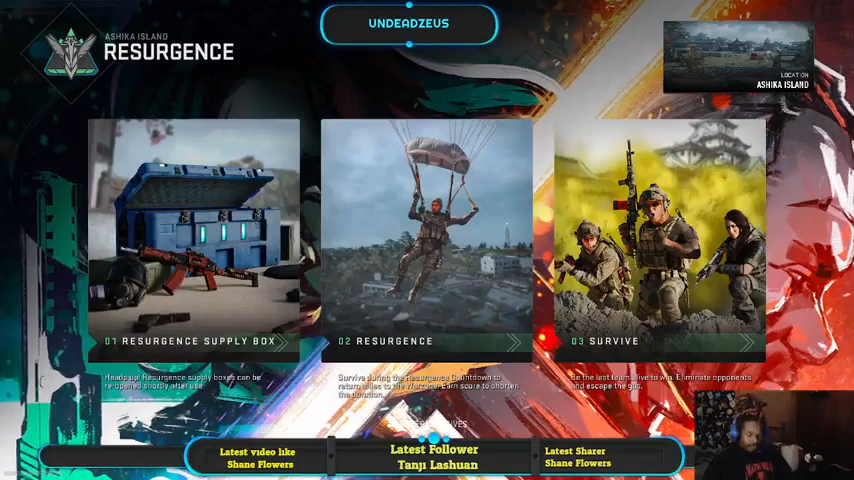 UNDEADZEUS
ASHIKA ISLAND
RESURGENCE
LOCATION
ASHIKA ISLAND
01 RESURGENCE SUPPLY BOX
02 RESURGENCE
03 SURVIVE
Heads up! Resurgence supply boxes can be
re-opened shortly after use.
Survive during the Resurgence Countdown to
return allies to the Warzone. Earn score to shorten
the duration.
Be the last team alive to win. Eliminate opponents
and escape the gas.
Latest video like
Shane Flowers
Latest Follower
Tanji Lashuan
Latest Sharer
Shane Flowers